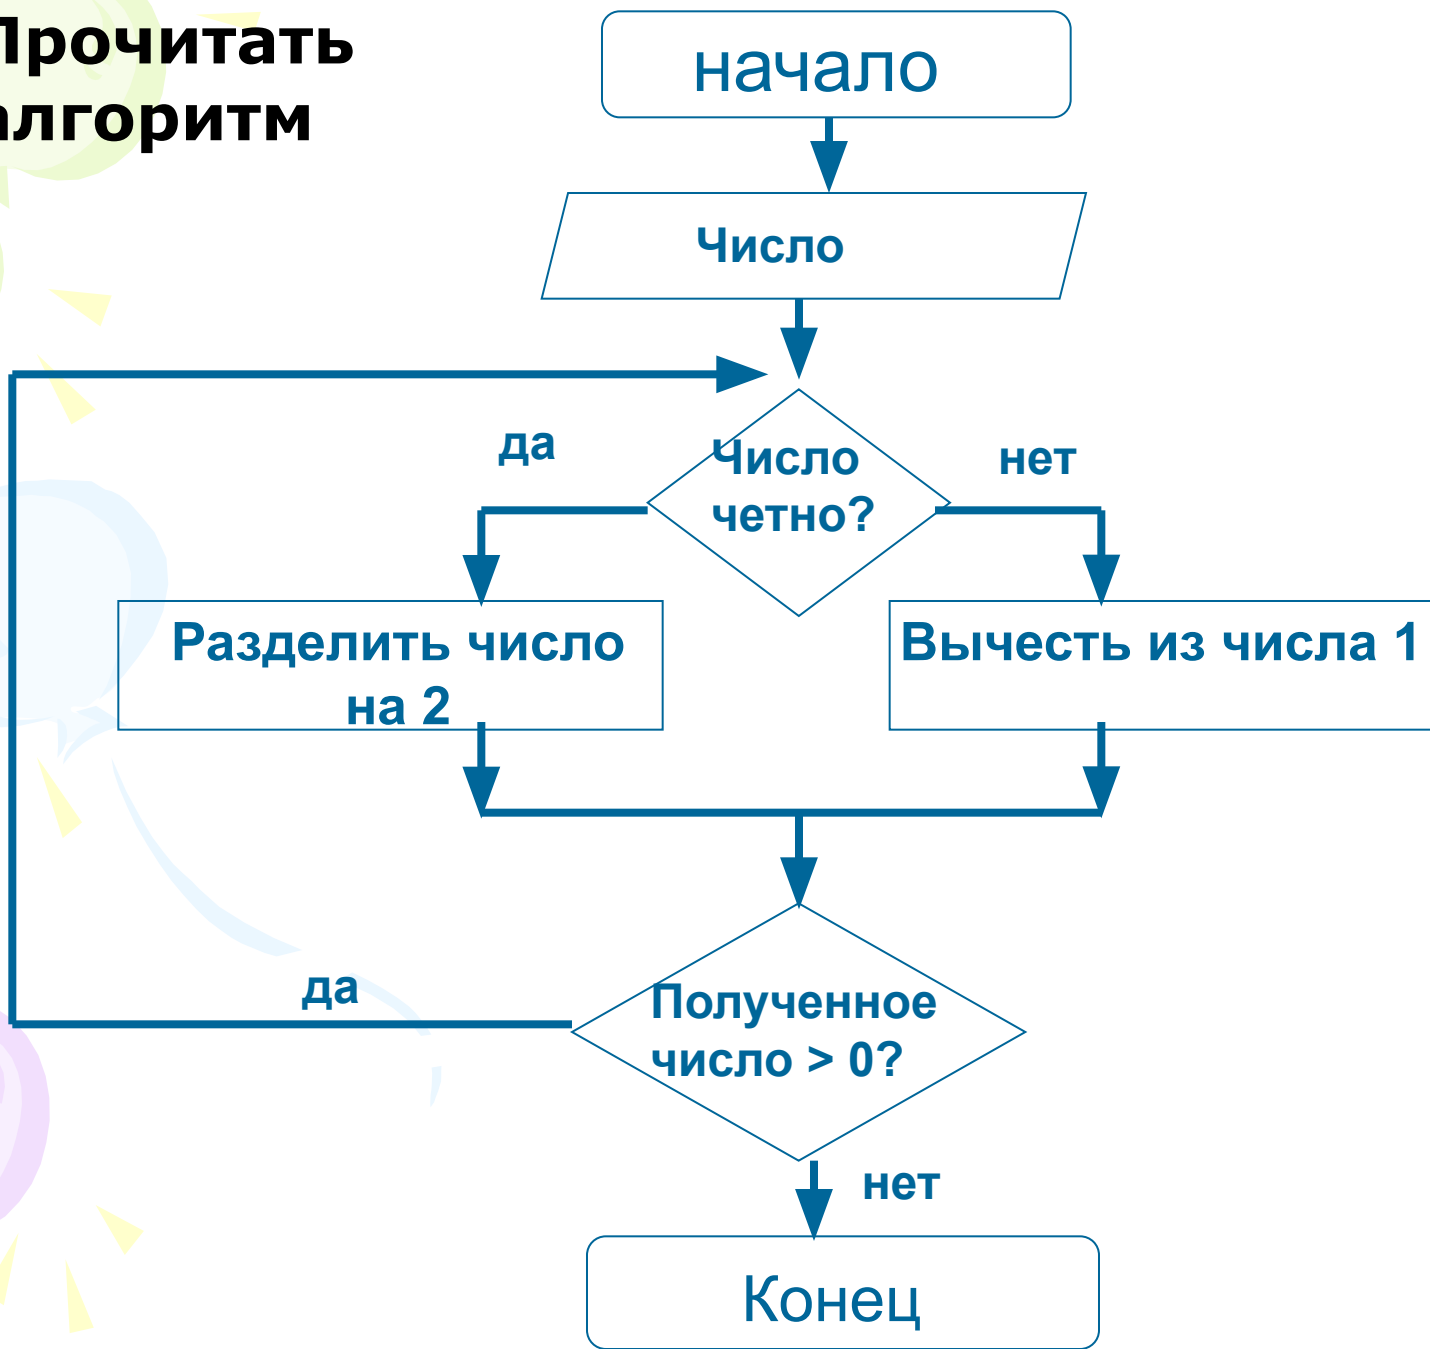 Прочитать
алгоритм
начало
Число
да
Число
четно?
нет
Разделить число
на 2
Вычесть из числа 1
да
Полученное
число > 0?
нет
Конец